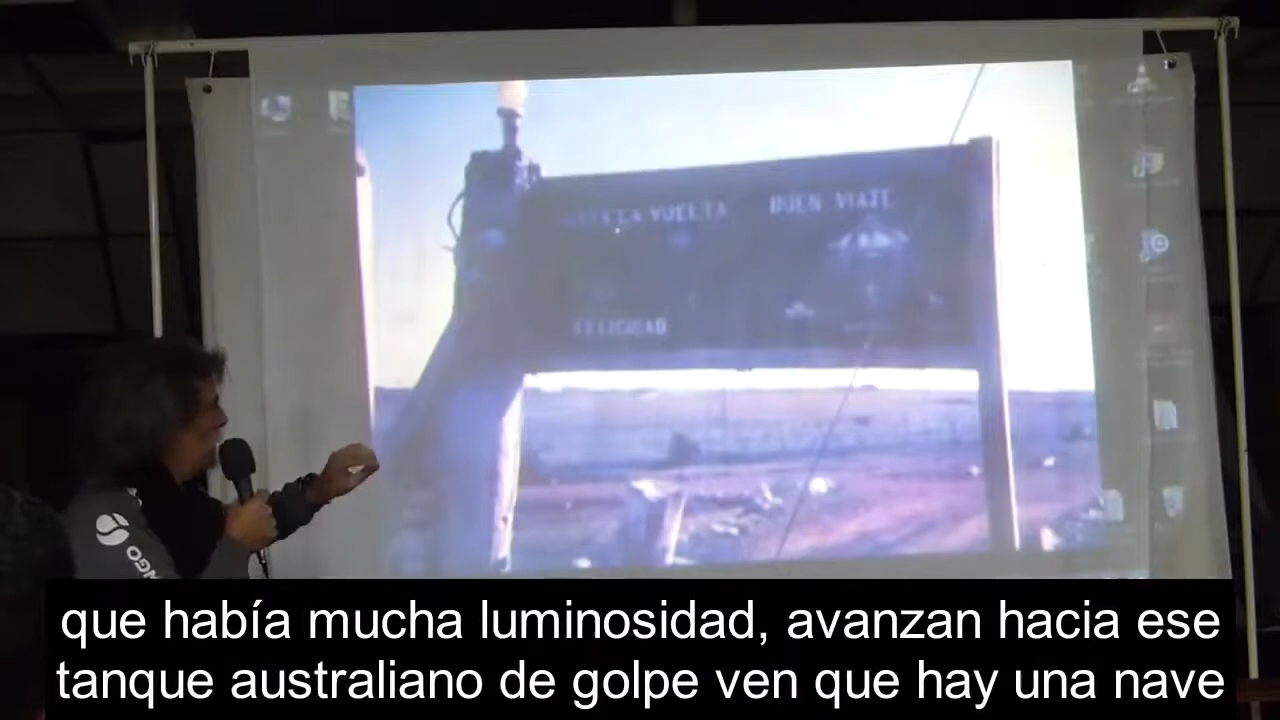 LA VUELTA
BUEN VIAJE
FELICIDAD
NGO
que había mucha luminosidad, avanzan hacia ese
tanque australiano de golpe ven que hay una nave